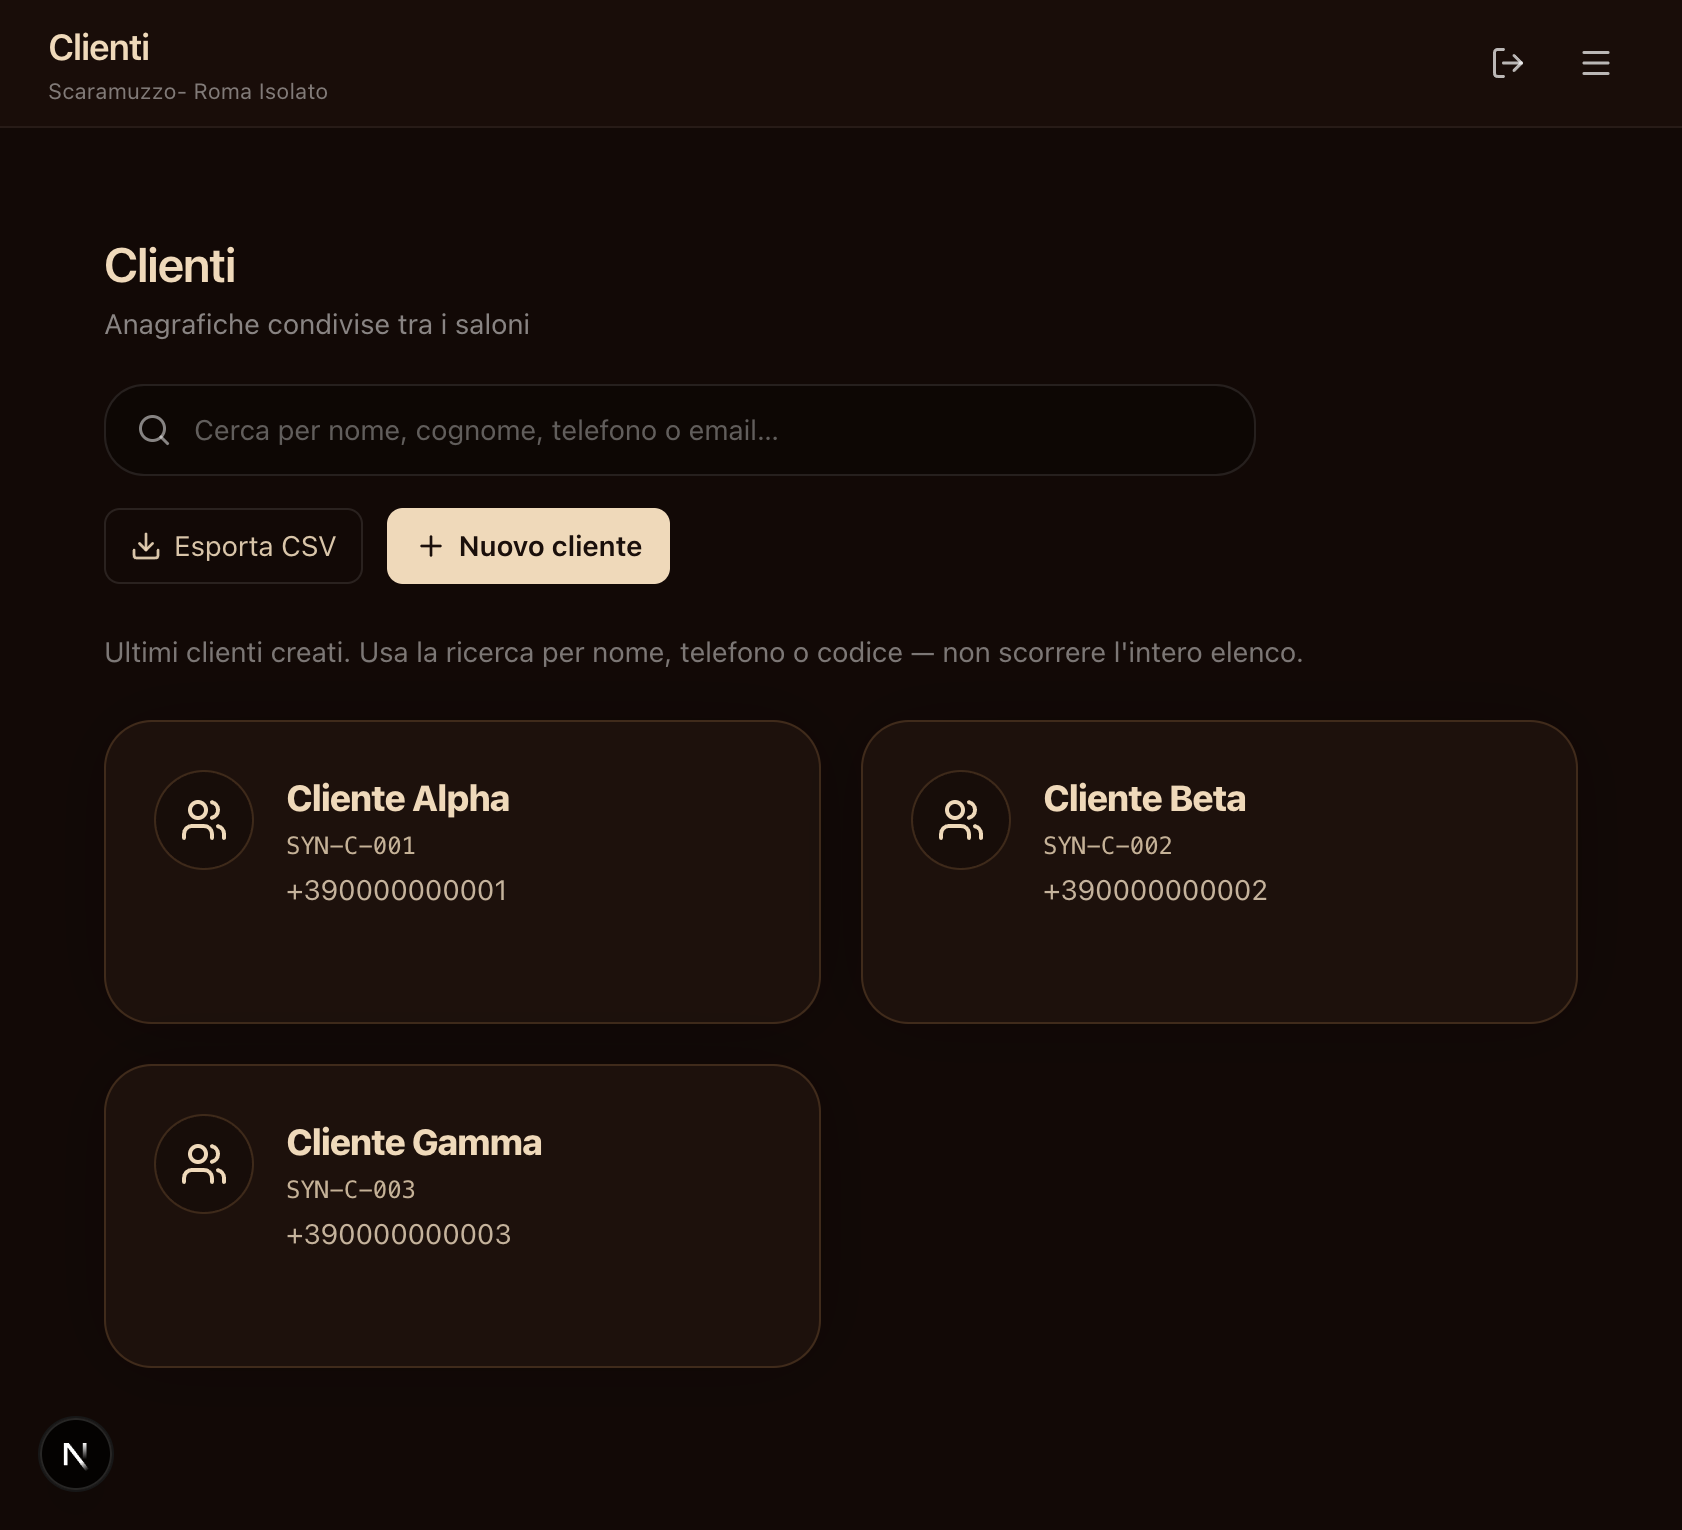 Clienti
Scaramuzzo- Roma Isolato
Clienti
Anagrafiche condivise tra i saloni
Cerca per nome, cognome, telefono o email...
Esporta CSV
Nuovo cliente
Ultimi clienti creati. Usa la ricerca per nome, telefono o codice — non scorrere l'intero elenco.
Cliente Alpha
SYN-C-001
+390000000001
Cliente Beta
SYN-C-002
+390000000002
Cliente Gamma
SYN-C-003
+390000000003
N